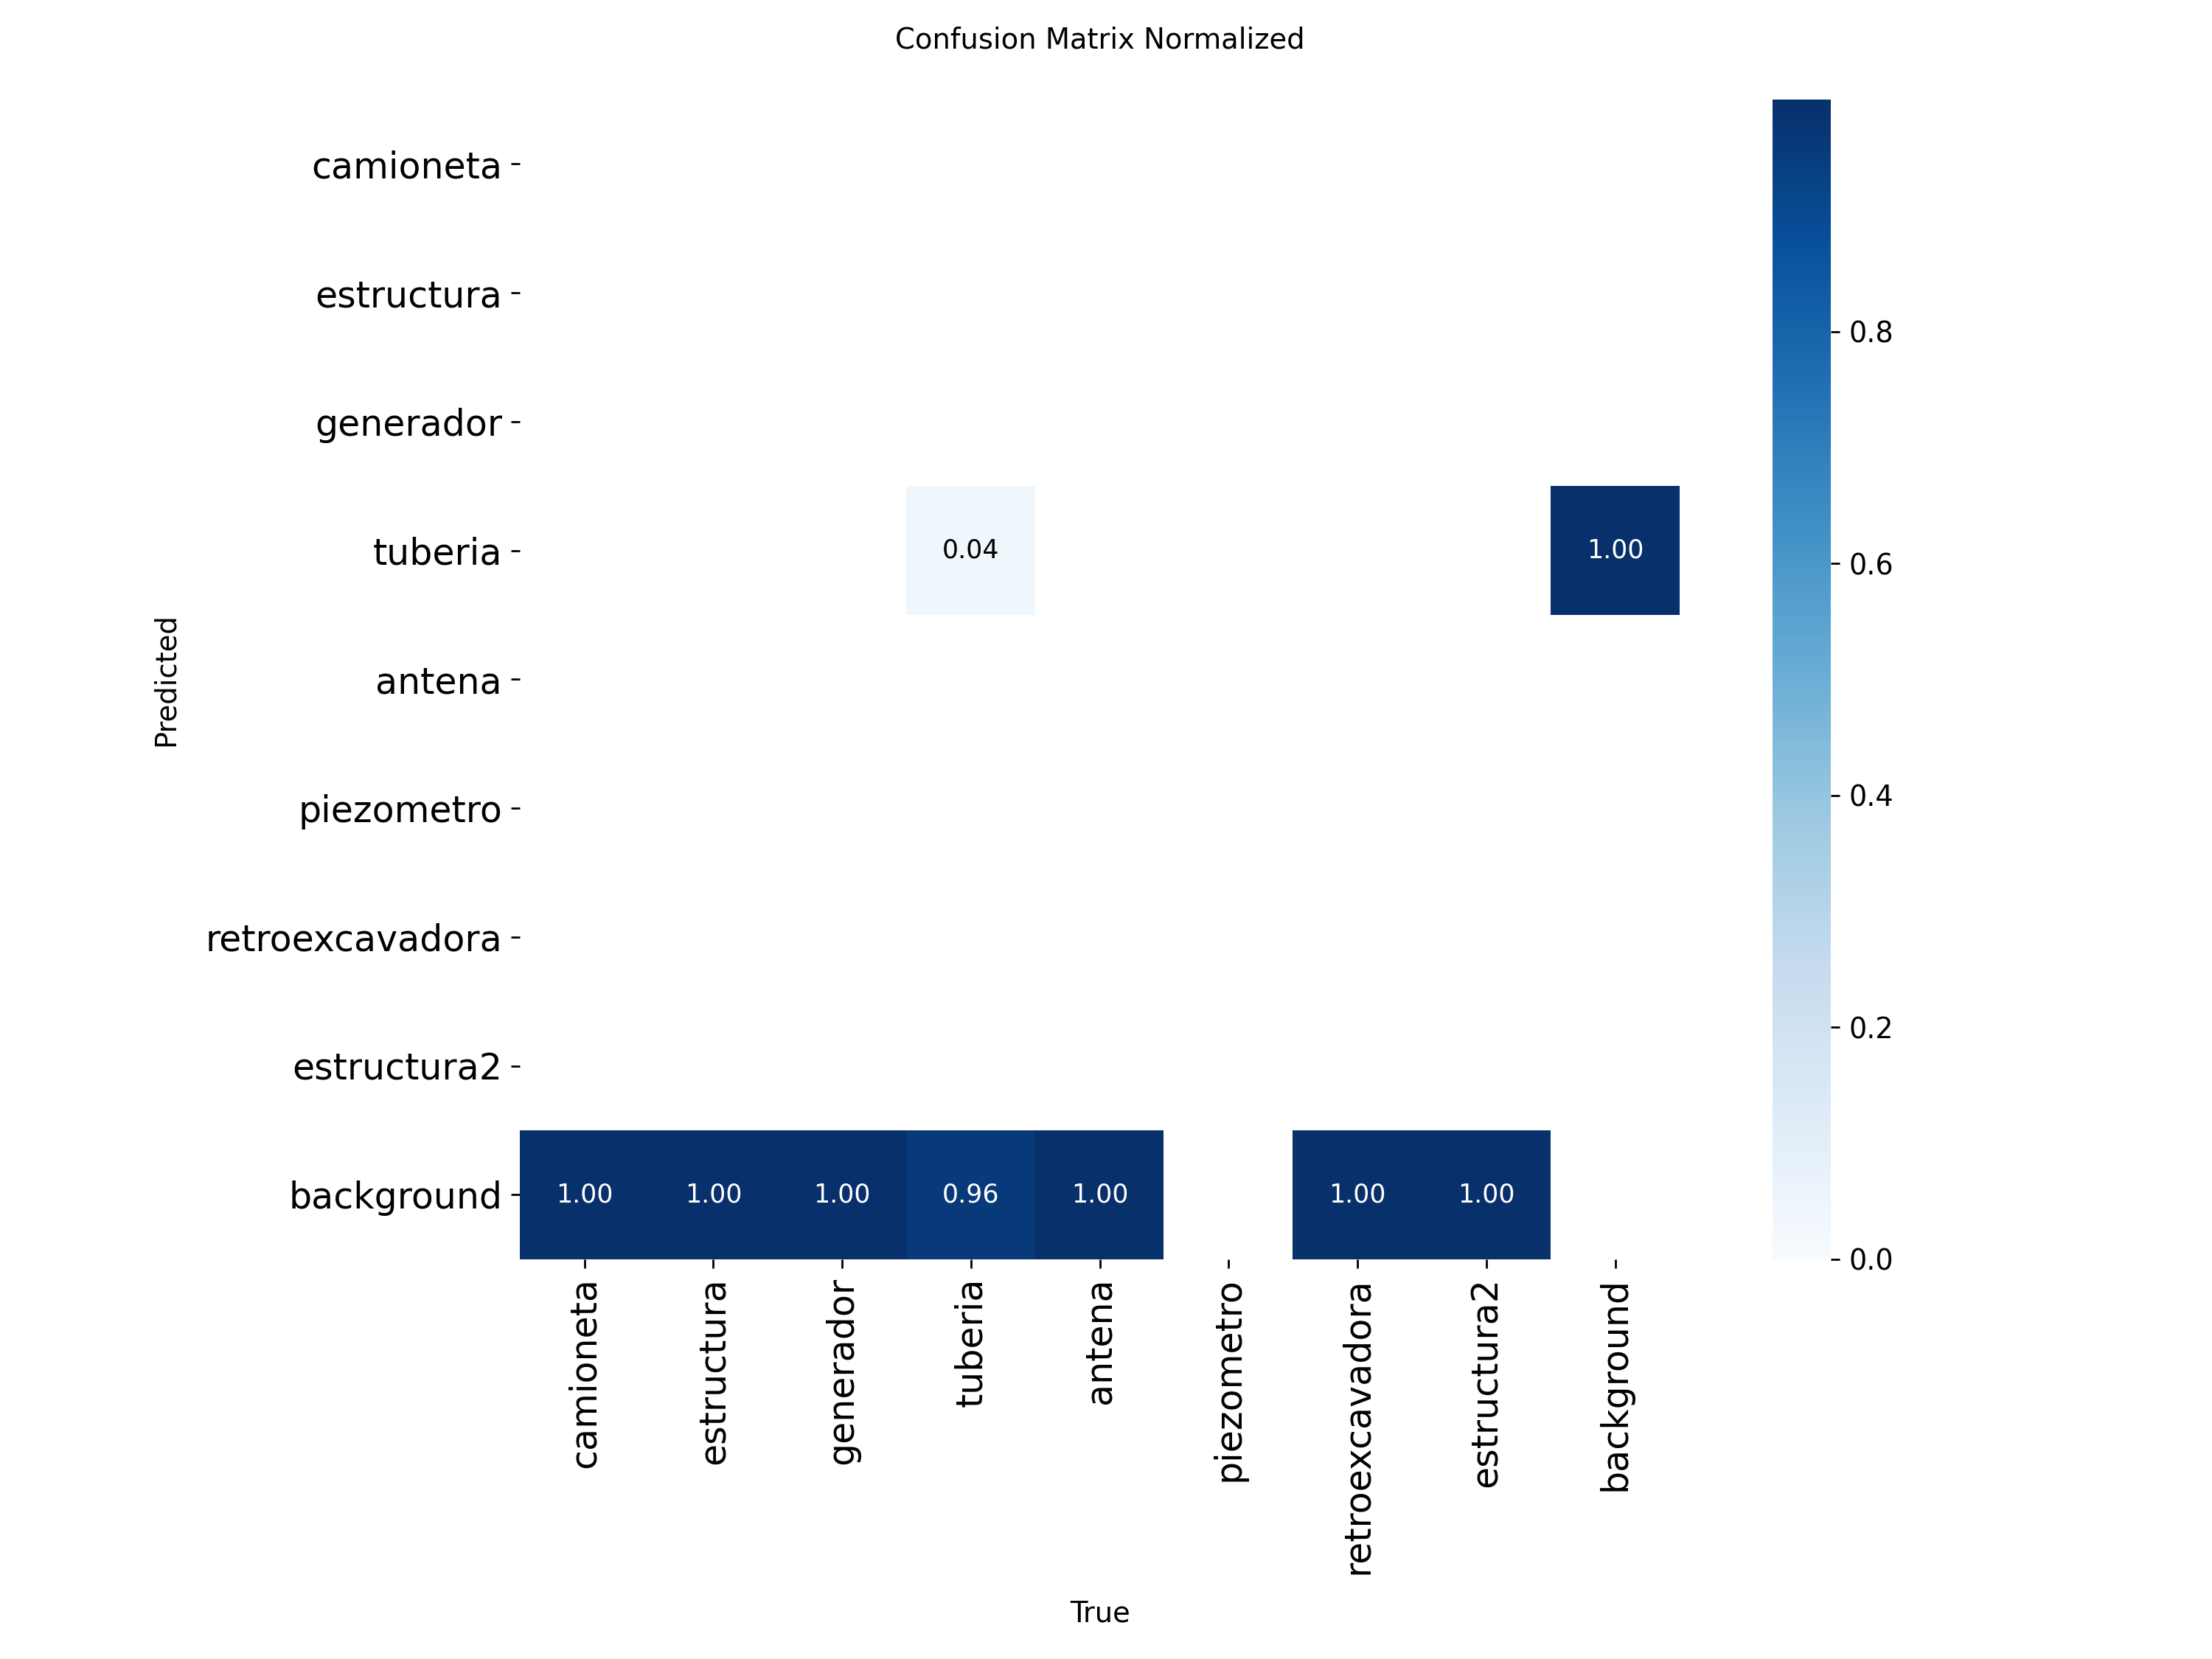 Confusion Matrix Normalized
camioneta
estructura
generador
tuberia
antena
piezometro
retroexcavadora
estructura2
background
Predicted
0.04
1.00
1.00
1.00
1.00
0.96
1.00
1.00
1.00
camioneta
estructura
generador
tuberia
antena
piezometro
retroexcavadora
estructura2
background
True
0.8
0.6
0.4
0.2
0.0